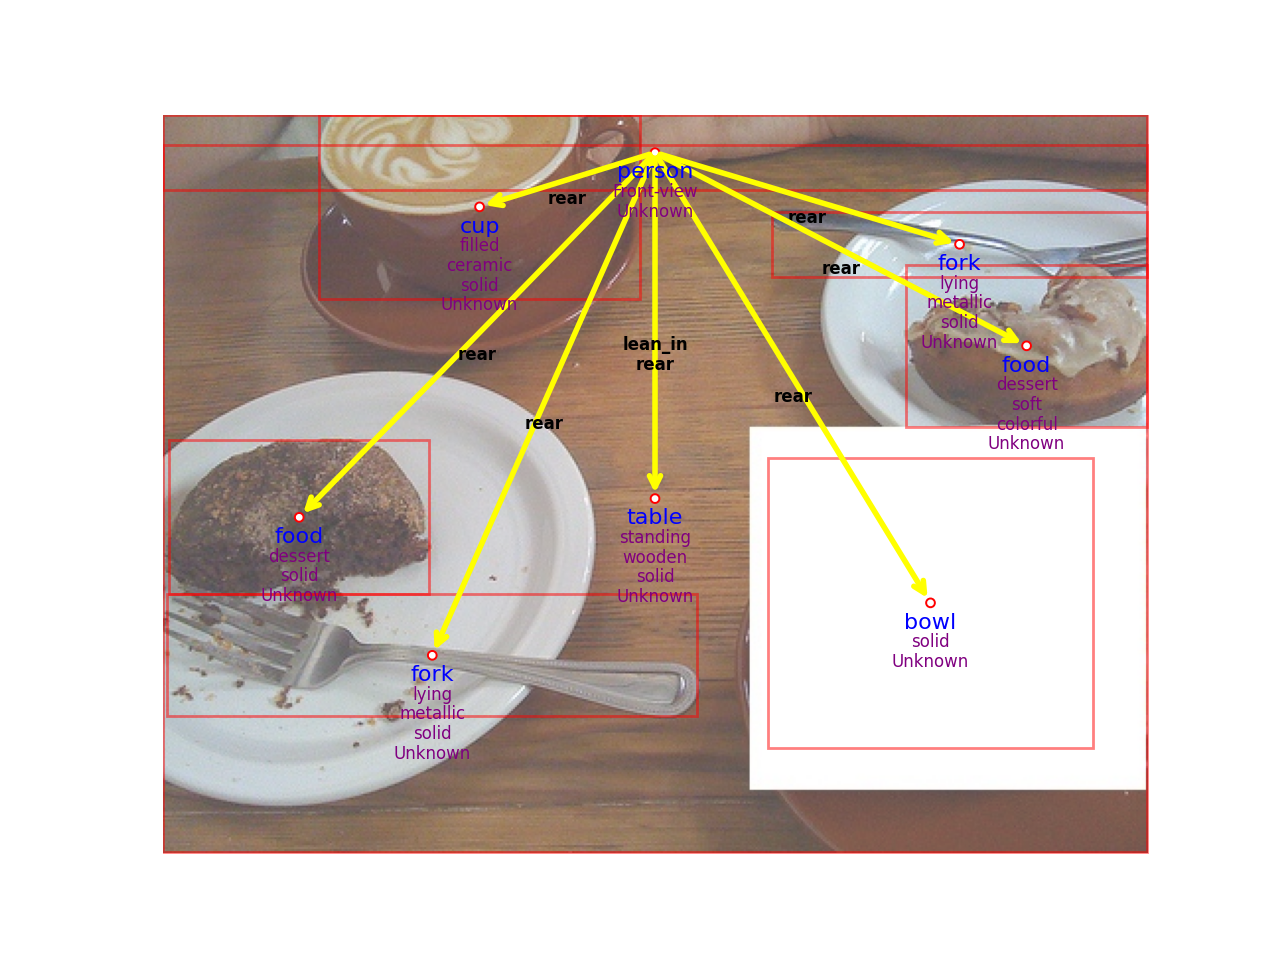 person
front-view
Unknown
rear
cup
filled
ceramic
solid
Unknown
rear
fork
lying
metallic
solid
Unknown
rear
food
dessert
soft
colorful
Unknown
lean_in
rear
rear
rear
rear
table
standing
wooden
solid
Unknown
food
dessert
solid
Unknown
bowl
solid
Unknown
fork
lying
metallic
solid
Unknown